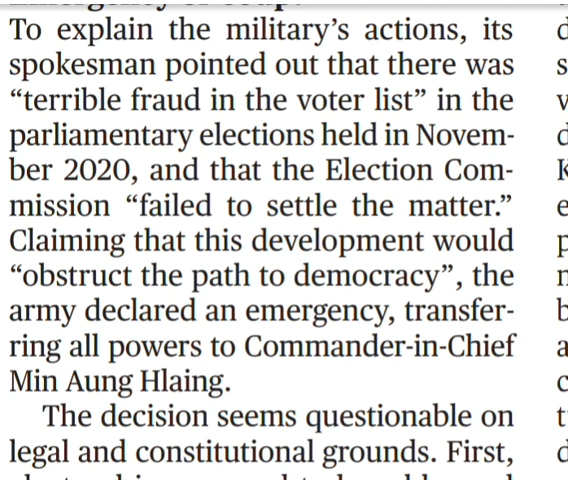 To explain the military’s actions, its
spokesman pointed out that there was
“terrible fraud in the voter list” in the
parliamentary elections held in Novem-
ber 2020, and that the Election Com-
mission “failed to settle the matter.”
Claiming that this development would
“obstruct the path to democracy”, the
army declared an emergency, transfer-
ring all powers to Commander-in-Chief
Min Aung Hlaing.
The decision seems questionable on
legal and constitutional grounds. First,